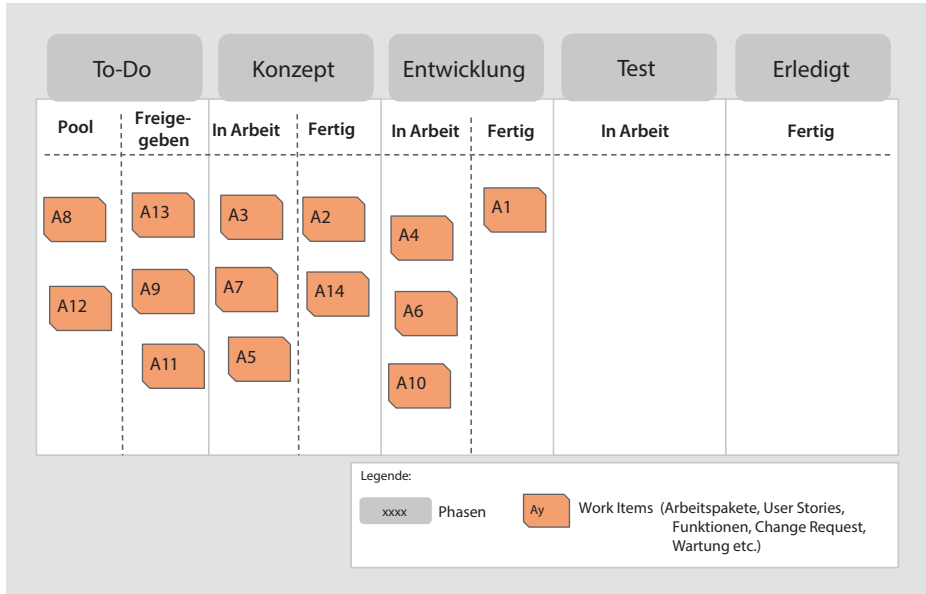 To-Do
Konzept
Entwicklung
Test
Erledigt
Pool
Freige-
geben
In Arbeit
Fertig
In Arbeit
Fertig
In Arbeit
Fertig
A8
A13
A3
A2
A4
A1
A12
A9
A7
A14
A6
A11
A5
A10
Legende:
xxxx
Phasen
Ay
Work Items (Arbeitspakete, User Stories,
Funktionen, Change Request,
Wartung etc.)